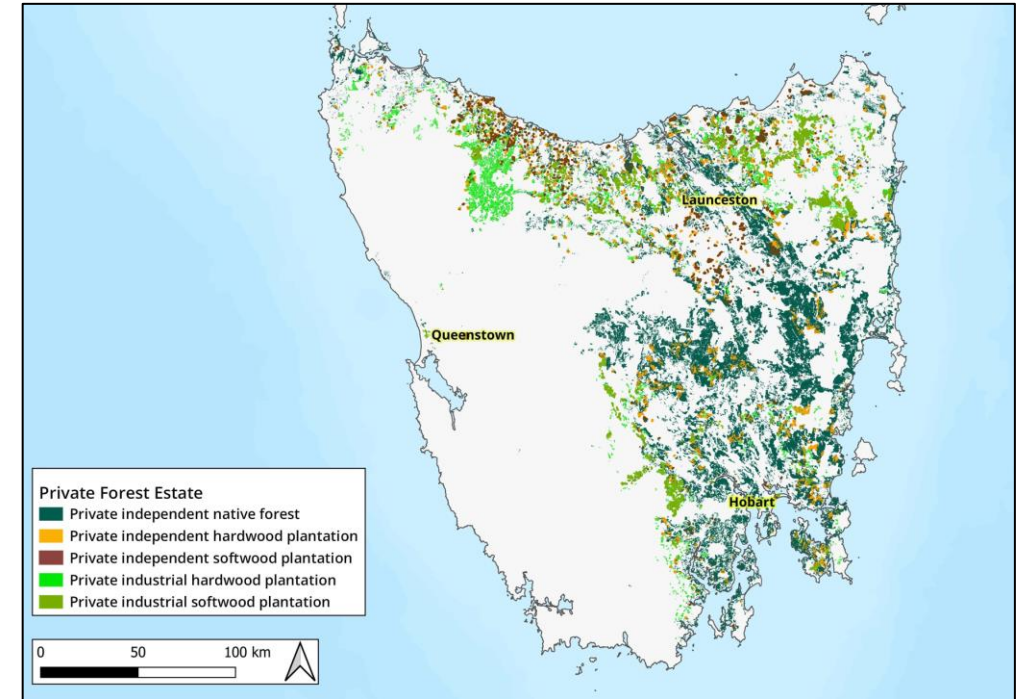 Launceston
Queenstown
Hobart
Private Forest Estate
Private independent native forest
Private independent hardwood plantation
Private independent softwood plantation
Private industrial hardwood plantation
Private industrial softwood plantation
0 50 100 km